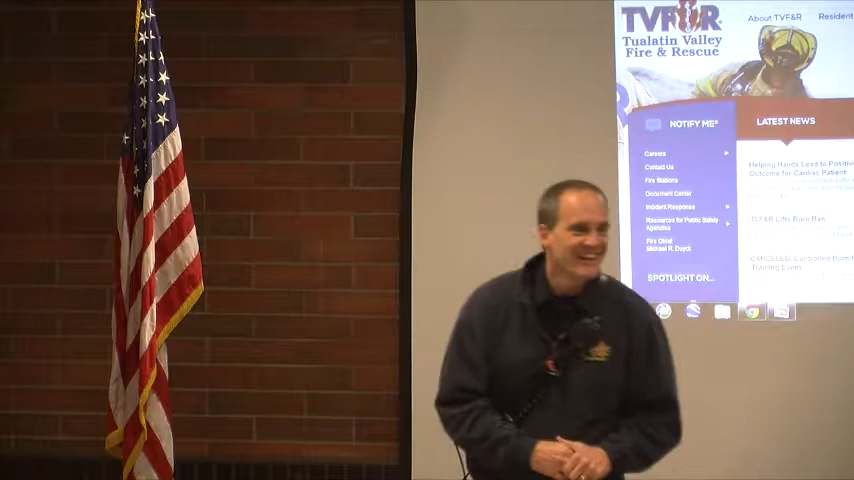 TVF&R
Tualatin Valley
Fire & Rescue
About TVF&R Resident
NOTIFY ME
LATEST NEWS
Careers
Contact Us
Fire Stations
Document Center
Incident Response
Resources for Public Safety
Agencies
Fire Chief
Michael R. Duyck
SPOTLIGHT ON...
Helping Hands Lead to Positive
Outcome for Cardiac Patient
TVF&R Lifts Burn Ban
CANCELED: Controlled Burn
Training Event